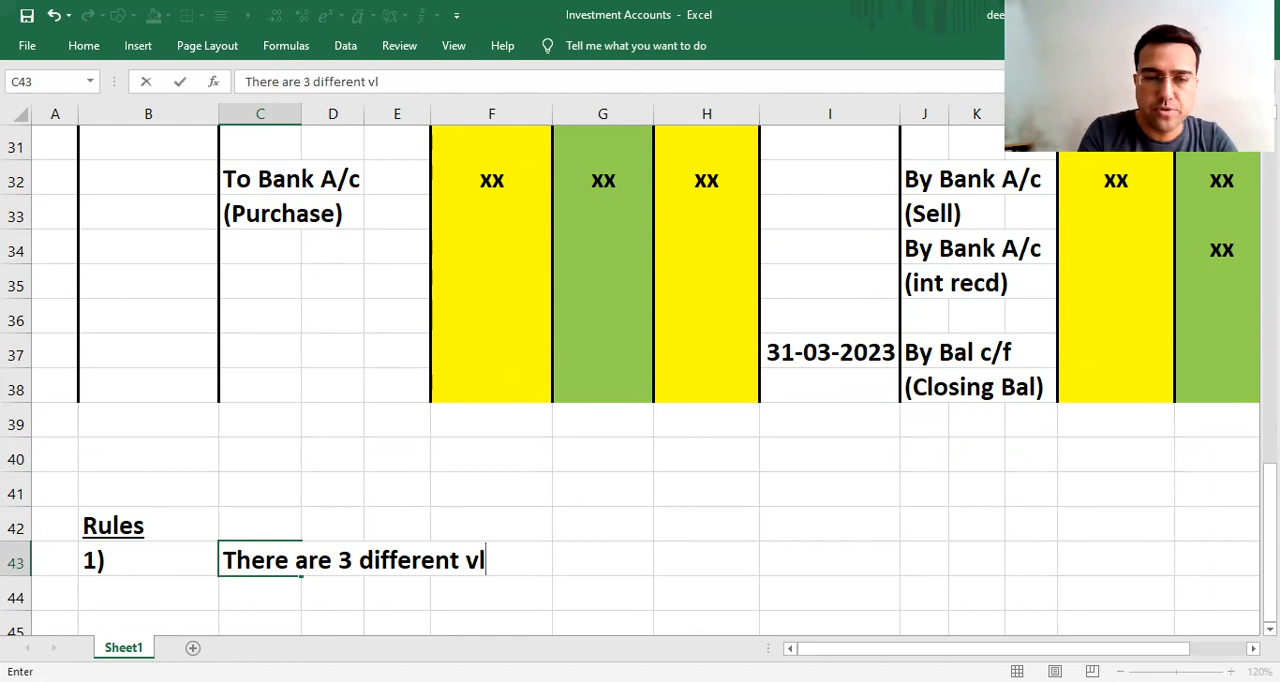 Investment Accounts - Excel
dee
File Home Insert Page Layout Formulas Data Review View Help Tell me what you want to do
C43
fx
There are 3 different vl
A B C D E F G H I J K
31
32 To Bank A/c xx xx xx By Bank A/c xx xx
33 (Purchase) (Sell)
34 By Bank A/c xx
35 (int recd)
36
37 31-03-2023 By Bal c/f
38 (Closing Bal)
39
40
41
42 Rules
43 1) There are 3 different vl
44
45
Sheet1
Enter
120%